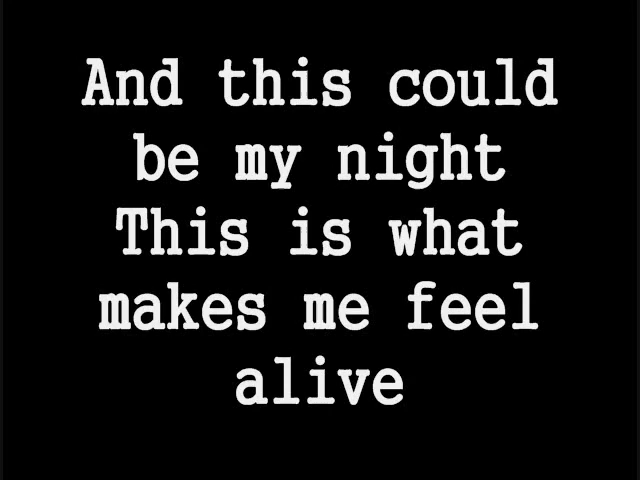 And this could
be my night
This is what
makes me feel
alive